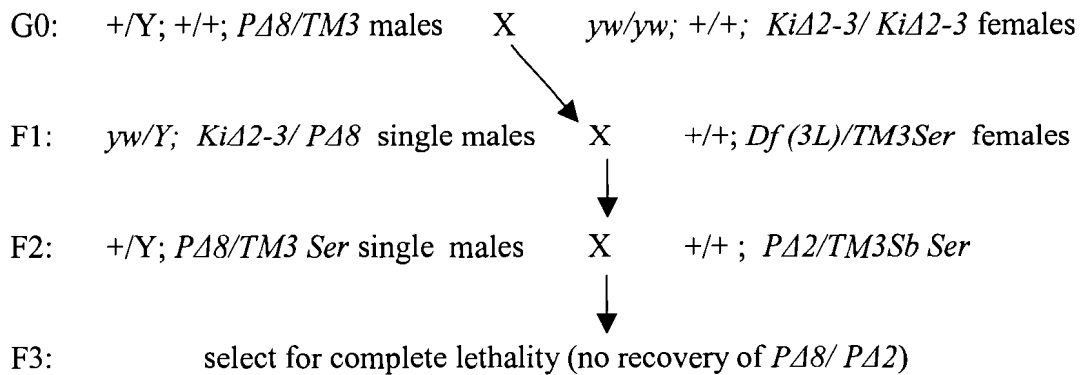 G0: +/Y; +/+; PΔ8/TM3 males X yw/yw; +/+; KiΔ2-3/ KiΔ2-3 females
F1: yw/Y; KiΔ2-3/ PΔ8 single males X +/+; Df (3L)/TM3Ser females
F2: +/Y; PΔ8/TM3 Ser single males X +/+ ; PΔ2/TM3Sb Ser
F3: select for complete lethality (no recovery of PΔ8/ PΔ2)